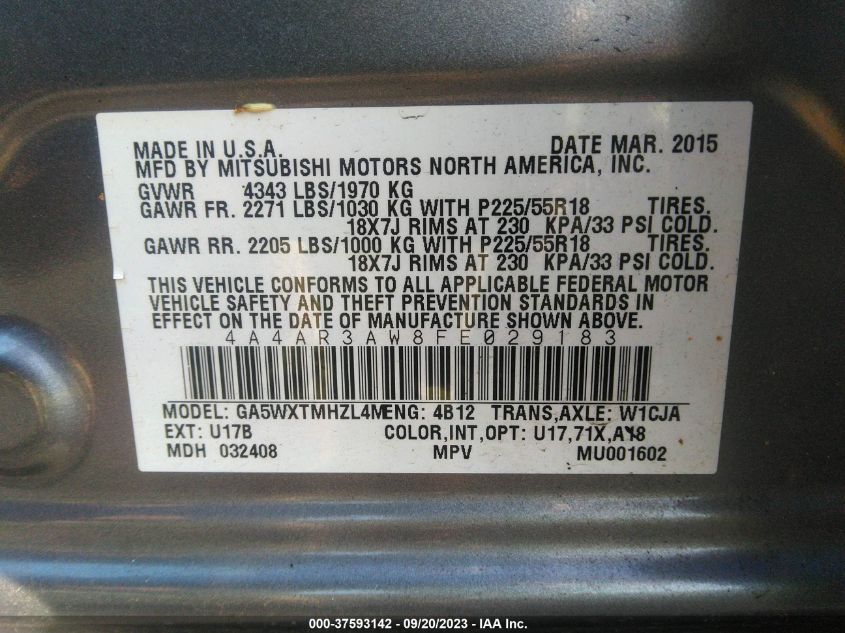 MADE IN U.S.A. DATE MAR. 2015
MFD BY MITSUBISHI MOTORS NORTH AMERICA, INC.
GVWR 4343 LBS/1970 KG
GAWR FR. 2271 LBS/1030 KG WITH P225/55R18 TIRES.
18X7J RIMS AT 230 KPA/33 PSI COLD.
GAWR RR. 2205 LBS/1000 KG WITH P225/55R18 TIRES.
18X7J RIMS AT 230 KPA/33 PSI COLD.
THIS VEHICLE CONFORMS TO ALL APPLICABLE FEDERAL MOTOR
VEHICLE SAFETY AND THEFT PREVENTION STANDARDS IN
EFFECT ON THE DATE OF MANUFACTURE SHOWN ABOVE.
4A4AR3AW8FE029183
MODEL: GA5WXTMHZL4M ENG: 4B12 TRANS,AXLE: W1CJA
EXT: U17B COLOR,INT,OPT: U17,71X,A18
MDH 032408 MPV MU001602
000-37593142 - 09/20/2023 - IAA Inc.